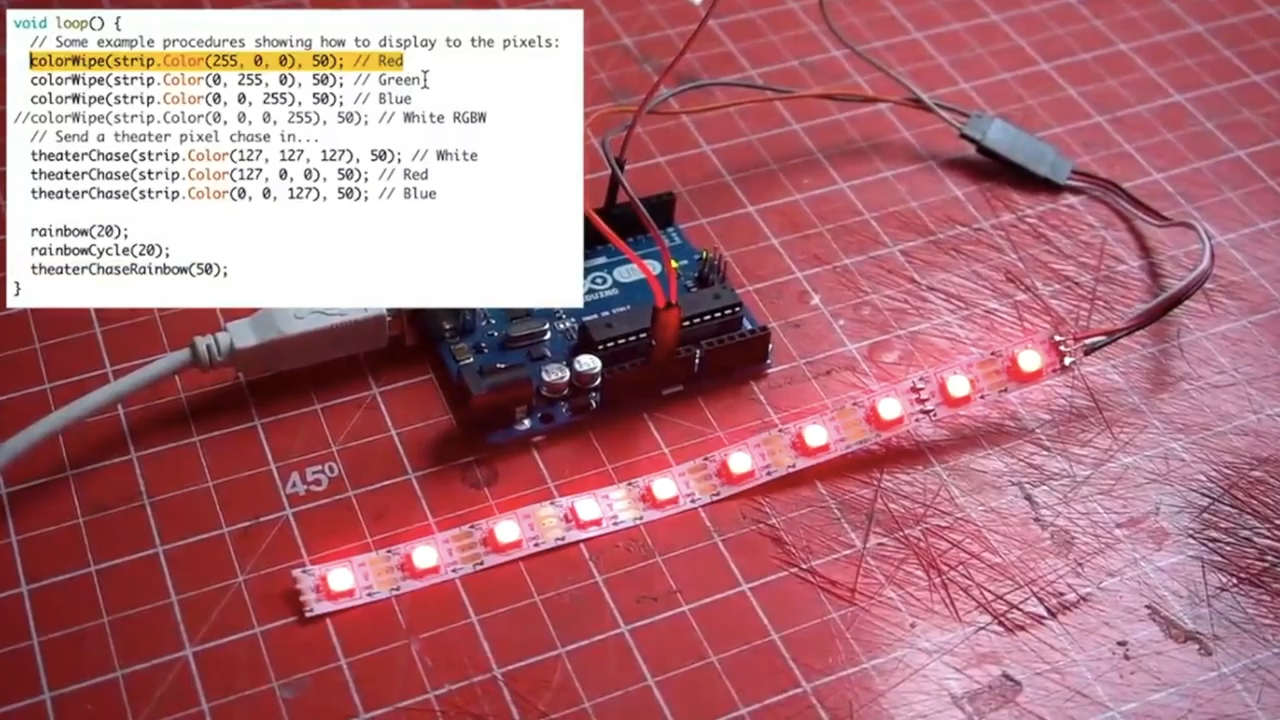 void loop() {
// Some example procedures showing how to display to the pixels:
colorWipe(strip.Color(255, 0, 0), 50); // Red
colorWipe(strip.Color(0, 255, 0), 50); // Green
colorWipe(strip.Color(0, 0, 255), 50); // Blue
//colorWipe(strip.Color(0, 0, 0, 255), 50); // White RGBW
// Send a theater pixel chase in...
theaterChase(strip.Color(127, 127, 127), 50); // White
theaterChase(strip.Color(127, 0, 0), 50); // Red
theaterChase(strip.Color(0, 0, 127), 50); // Blue
rainbow(20);
rainbowCycle(20);
theaterChaseRainbow(50);
}
UNO
45°